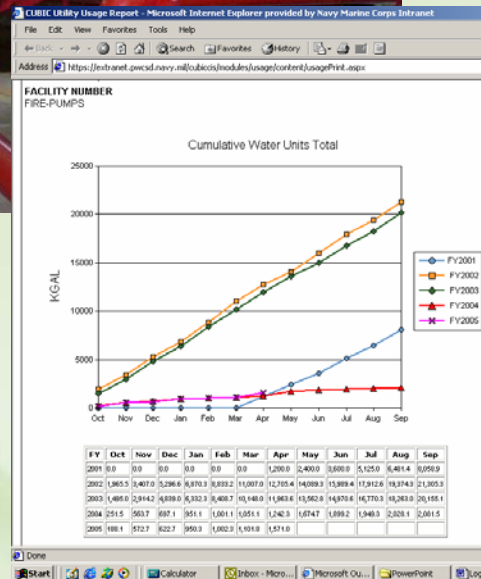 CUBIC Utility Usage Report - Microsoft Internet Explorer provided by Navy Marine Corps Intranet
File Edit View Favorites Tools Help
Back Search Favorites History
Address https://extranet.pwcsd.navy.mil/cubiccis/modules/usage/content/usagePrint.aspx
FACILITY NUMBER
FIRE-PUMPS
Cumulative Water Units Total
25000
20000
15000
10000
5000
0
KGAL
Oct Nov Dec Jan Feb Mar Apr May Jun Jul Aug Sep
FY2001
FY2002
FY2003
FY2004
FY2005
FY Oct Nov Dec Jan Feb Mar Apr May Jun Jul Aug Sep
2001 0.0 0.0 0.0 0.0 0.0 0.0 1,200.0 2,400.0 3,600.0 5,125.0 6,481.4 8,050.9
2002 1,965.5 3,407.0 5,296.6 6,870.3 8,833.2 11,007.0 12,705.4 14,089.3 15,989.4 17,912.6 19,374.3 21,305.3
2003 1,485.0 2,914.2 4,839.0 6,332.3 8,408.7 10,148.0 11,963.6 13,562.8 14,970.6 16,770.3 18,263.0 20,155.1
2004 251.5 563.7 697.1 951.1 1,001.1 1,051.1 1,242.3 1,674.7 1,899.2 1,949.3 2,028.1 2,081.5
2005 188.1 572.7 622.7 950.3 1,002.3 1,101.8 1,571.0
Done
Start Calculator Inbox - Micro... Microsoft Ou... PowerPoint